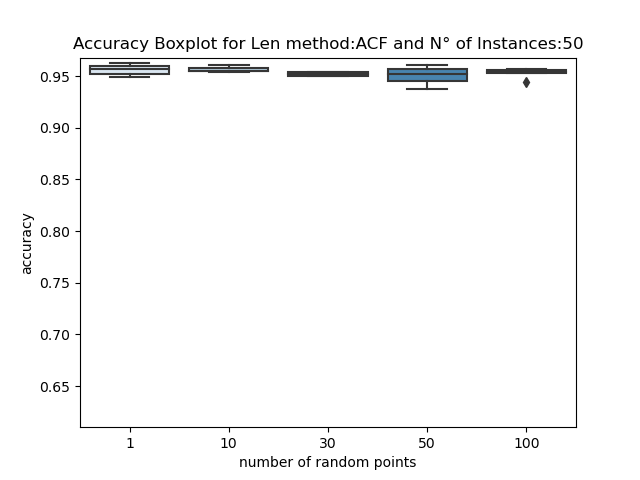 Accuracy Boxplot for Len method:ACF and N° of Instances:50
0.95
0.90
0.85
0.80
0.75
0.70
0.65
accuracy
1 10 30 50 100
number of random points